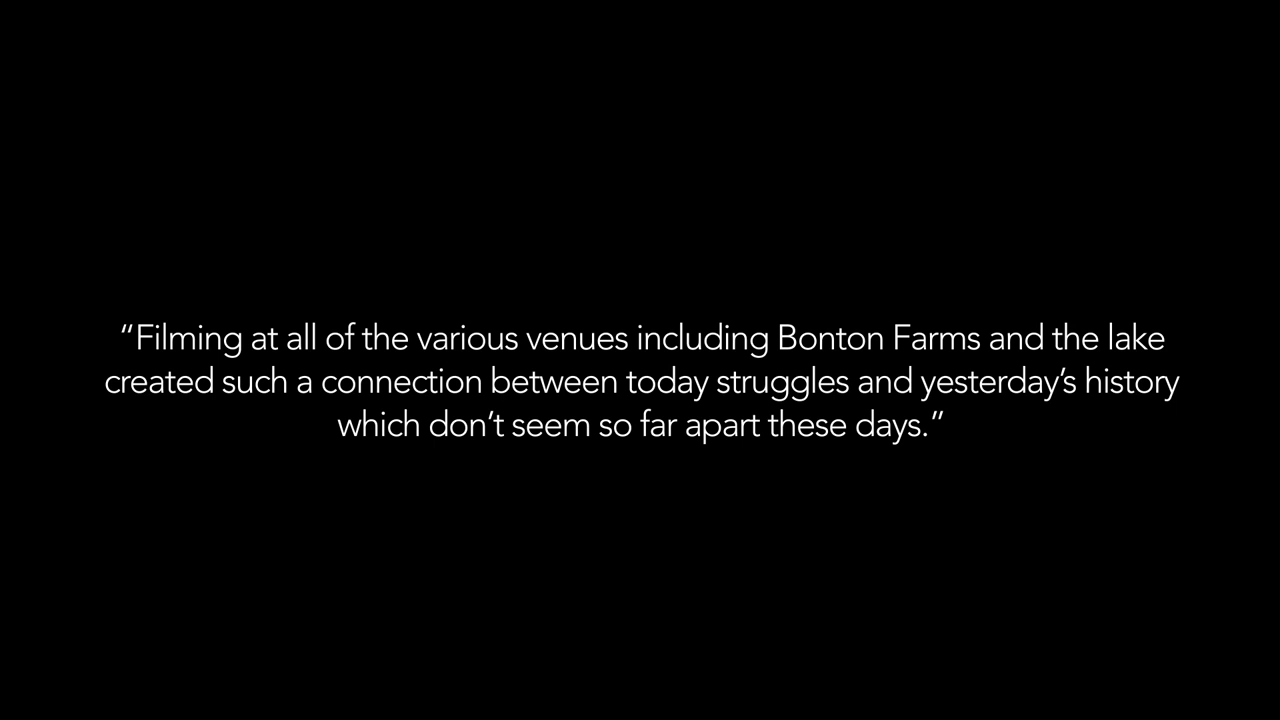 “Filming at all of the various venues including Bonton Farms and the lake
created such a connection between today struggles and yesterday’s history
which don’t seem so far apart these days.”